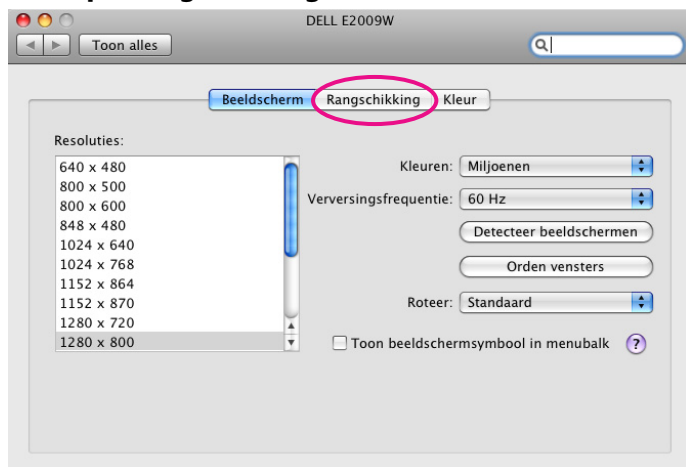 DELL E2009W
Toon alles
Beeldscherm Rangschikking Kleur
Resoluties:
640 x 480
800 x 500
800 x 600
848 x 480
1024 x 640
1024 x 768
1152 x 864
1152 x 870
1280 x 720
1280 x 800
Kleuren: Miljoenen
Verversingsfrequentie: 60 Hz
Detecteer beeldschermen
Orden vensters
Roteer: Standaard
Toon beeldschermsymbool in menubalk ?